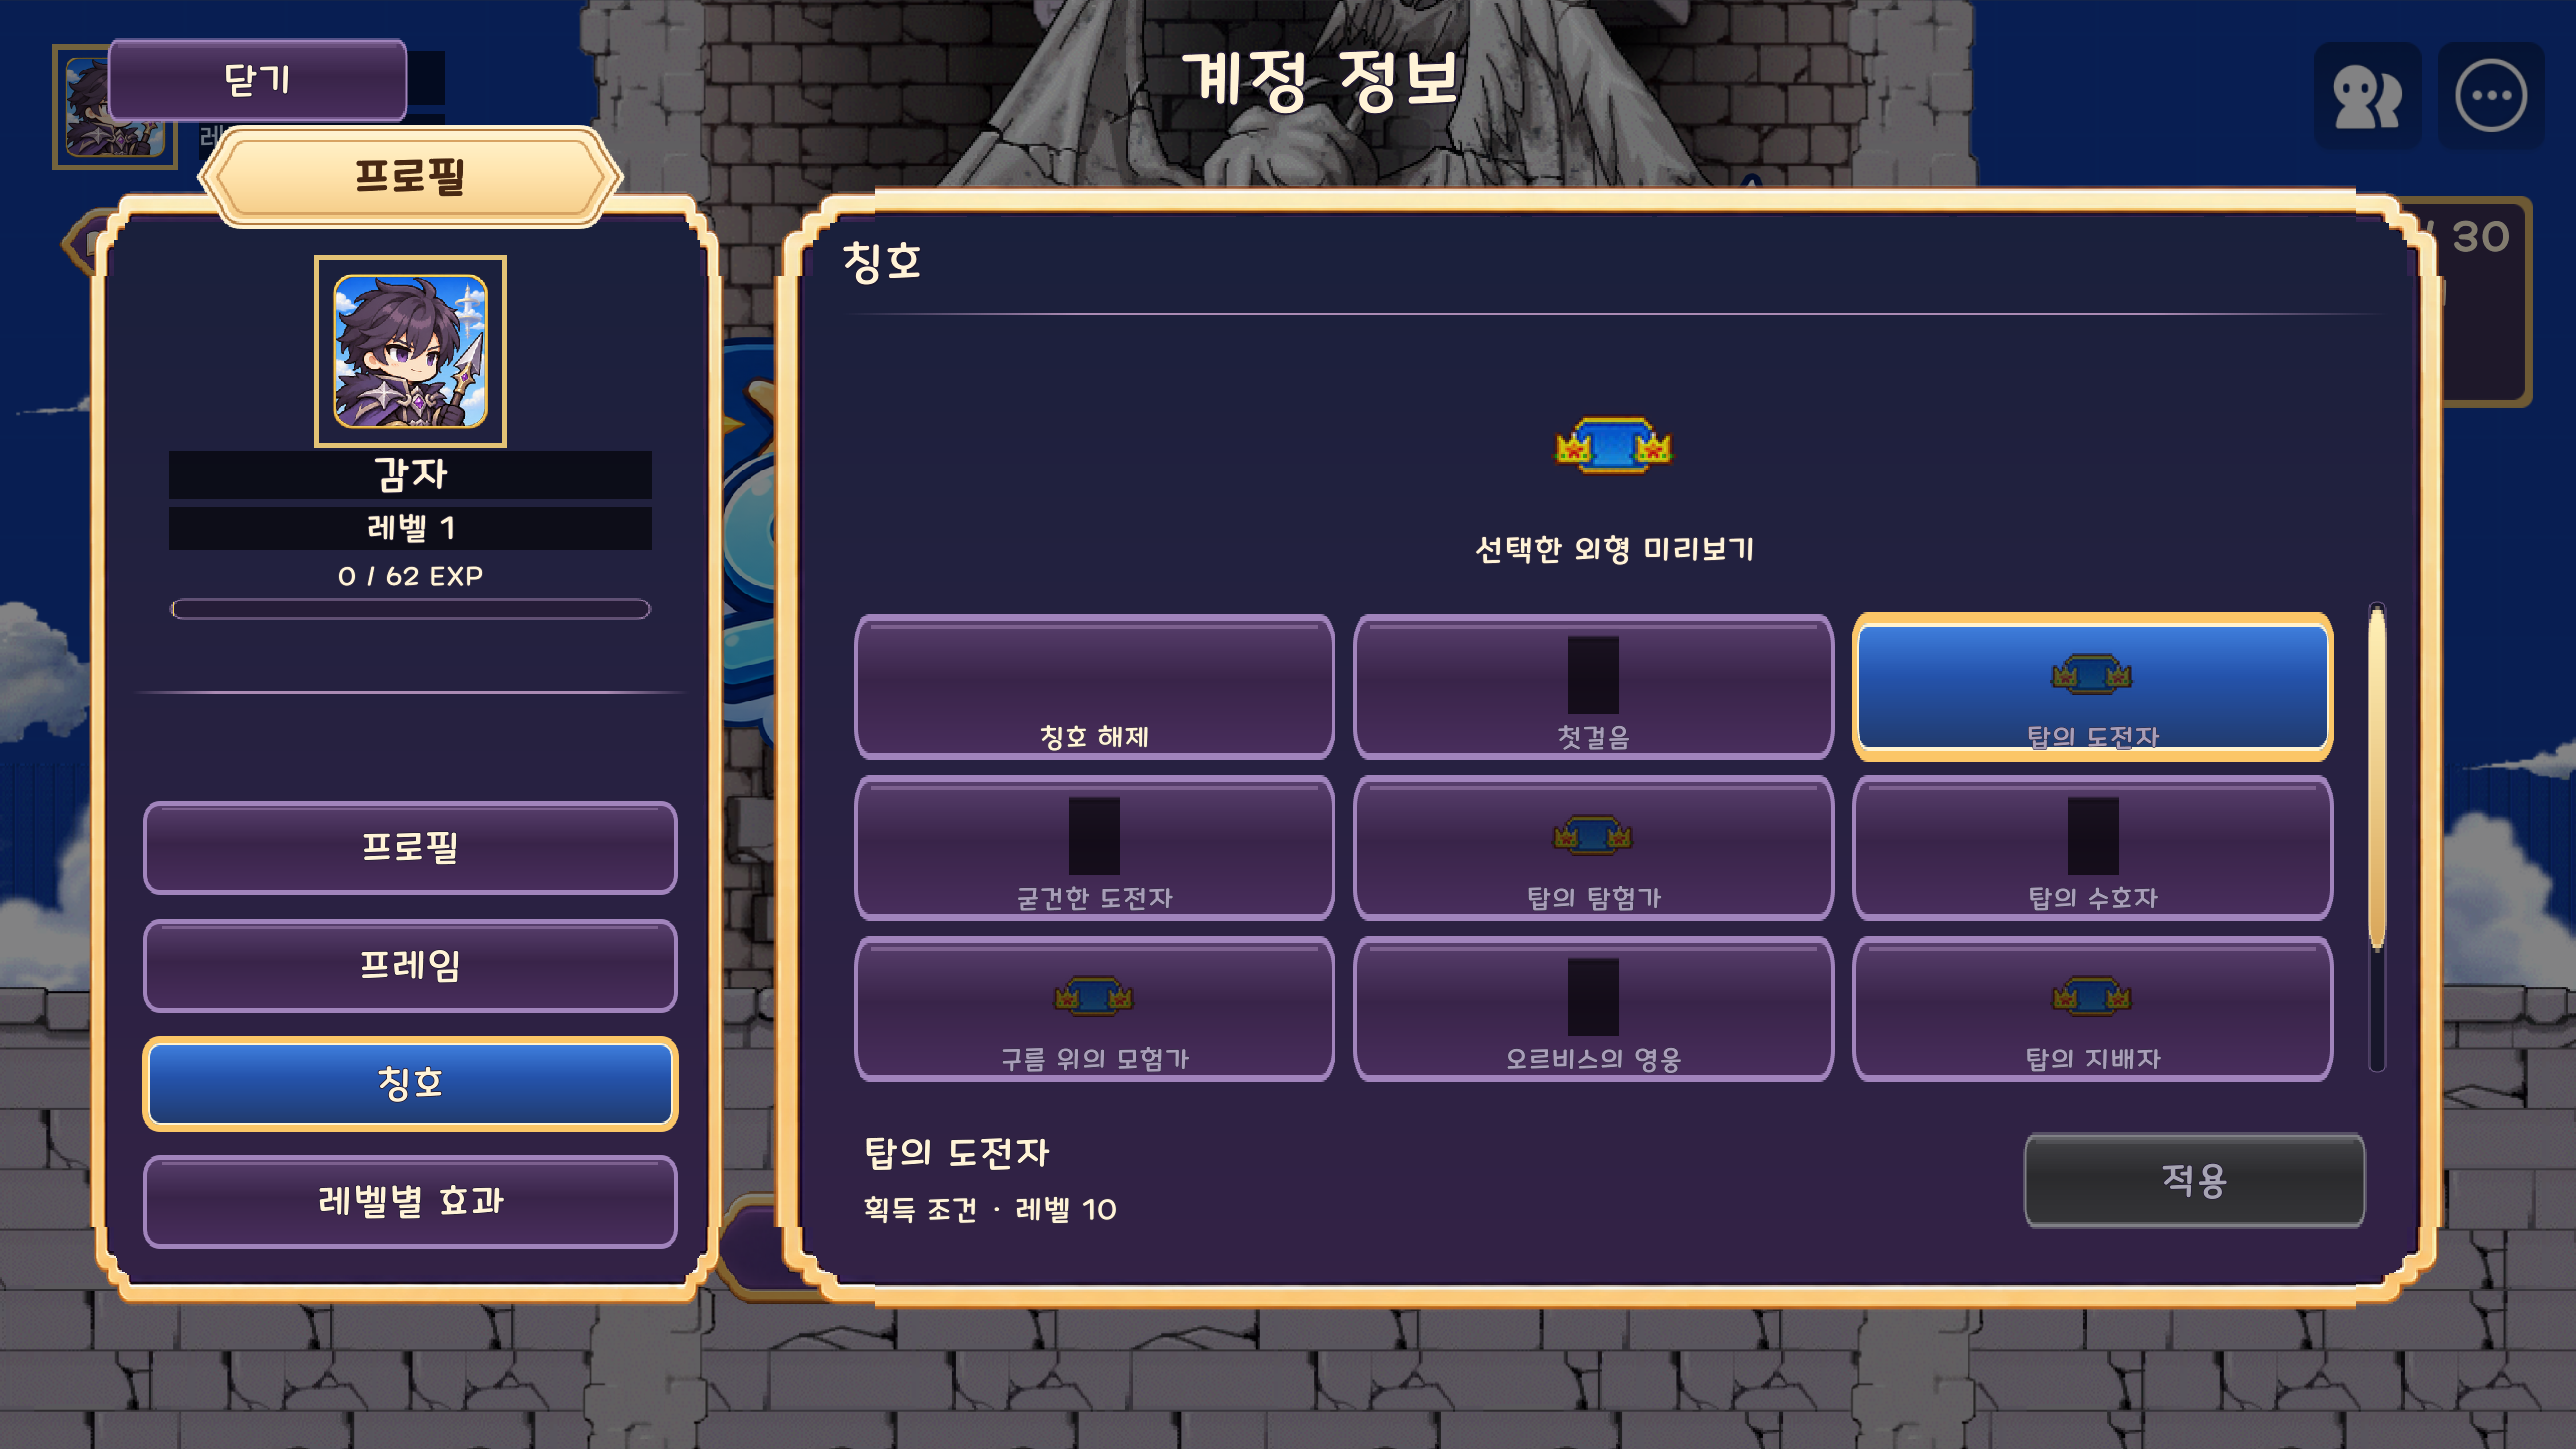 닫기
계정 정보
레
프로필
/ 30
감자
레벨 1
0 / 62 EXP
프로필
프레임
칭호
레벨별 효과
칭호
선택한 외형 미리보기
칭호 해제
첫걸음
탑의 도전자
굳건한 도전자
탑의 탐험가
탑의 수호자
구름 위의 모험가
오르비스의 영웅
탑의 지배자
탑의 도전자
획득 조건 · 레벨 10
적용